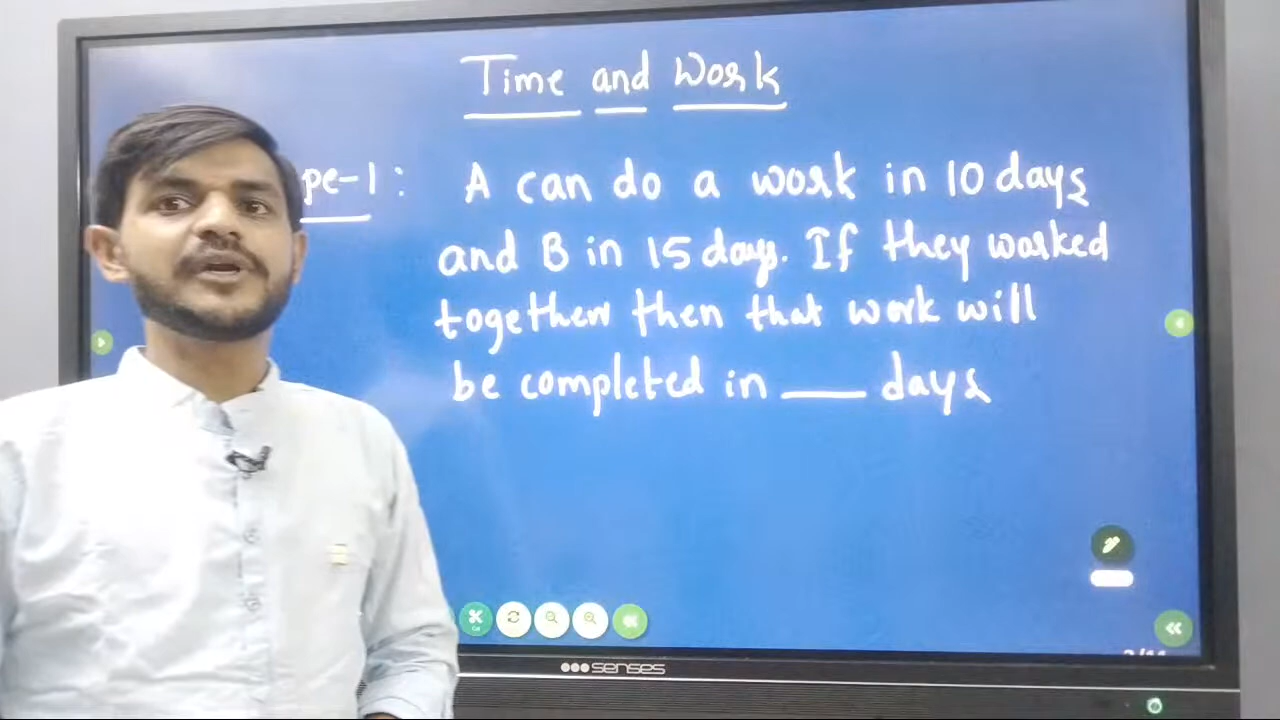 Time and Work
pe-1: A can do a work in 10 days
and B in 15 days. If they worked
together then that work will
be completed in ___ days
senses